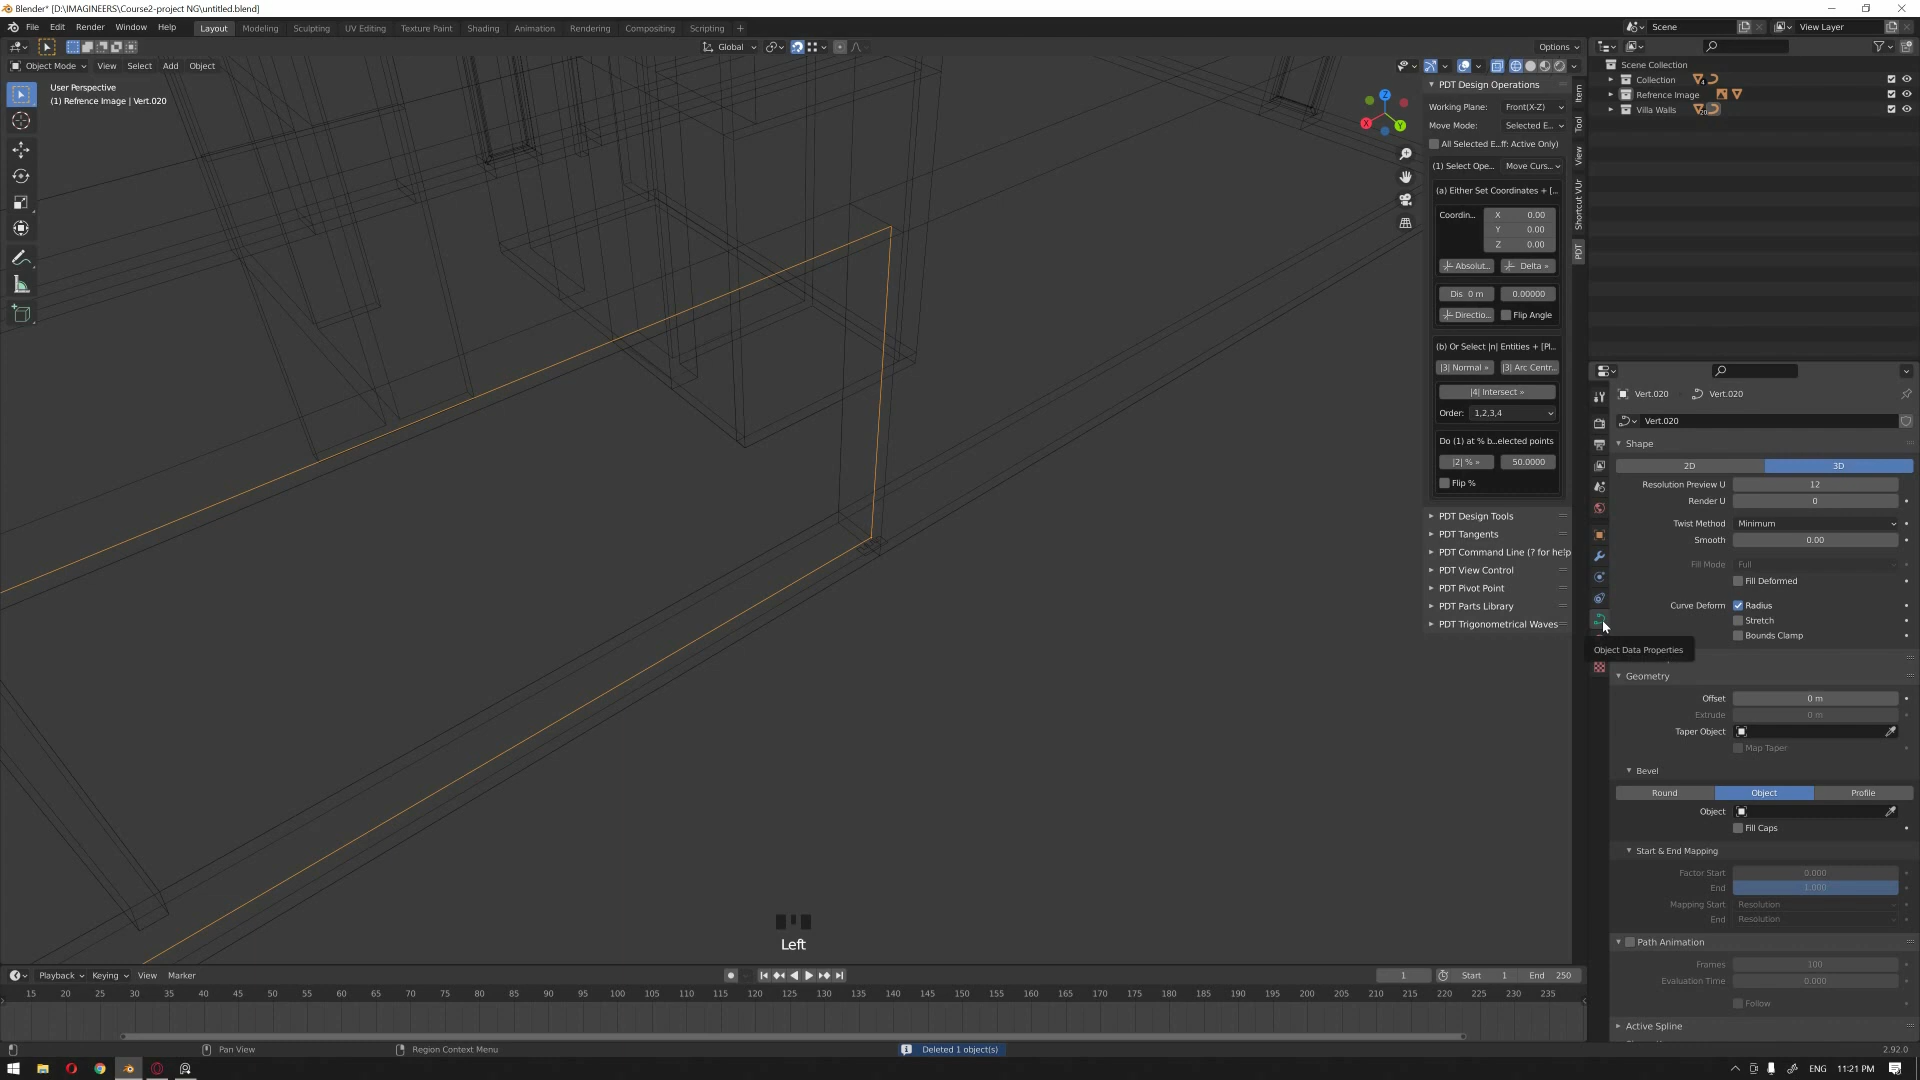 Blender* [D:\IMAGINEERS\Course2-project NG\untitled.blend]
File Edit Render Window Help Layout Modeling Sculpting UV Editing Texture Paint Shading Animation Rendering Compositing Scripting +
Scene View Layer
Global Options
Object Mode View Select Add Object
User Perspective
(1) Refrence Image | Vert.020
Z
X
Y
PDT Design Operations
Working Plane: Front(X-Z)
Move Mode: Selected E...
All Selected E...ff: Active Only)
(1) Select Ope... Move Curs...
(a) Either Set Coordinates + [...
Coordin... X 0.00
Y 0.00
Z 0.00
Absolut... Delta »
Dis 0 m 0.00000
Directio... Flip Angle
(b) Or Select |n| Entities + [Pl...
|3| Normal » |3| Arc Centr...
|4| Intersect »
Order: 1,2,3,4
Do (1) at % b...elected points
|2| % » 50.0000
Flip %
PDT Design Tools
PDT Tangents
PDT Command Line (? for help
PDT View Control
PDT Pivot Point
PDT Parts Library
PDT Trigonometrical Waves
Item
Tool
View
Shortcut VUr
PDT
Scene Collection
Collection
Refrence Image
Villa Walls
Vert.020 Vert.020
Vert.020
Shape
2D 3D
Resolution Preview U 12
Render U 0
Twist Method Minimum
Smooth 0.00
Fill Mode Full
Fill Deformed
Curve Deform Radius
Stretch
Bounds Clamp
Object Data Properties
Geometry
Offset 0 m
Extrude 0 m
Taper Object
Map Taper
Bevel
Round Object Profile
Object
Fill Caps
Start & End Mapping
Factor Start 0.000
End 1.000
Mapping Start Resolution
End Resolution
Path Animation
Frames 100
Evaluation Time 0.000
Follow
Active Spline
Left
Playback Keying View Marker 1 Start 1 End 250
15 20 25 30 35 40 45 50 55 60 65 70 75 80 85 90 95 100 105 110 115 120 125 130 135 140 145 150 155 160 165 170 175 180 185 190 195 200 205 210 215 220 225 230 235
Pan View Region Context Menu Deleted 1 object(s) 2.92.0
ENG 11:21 PM